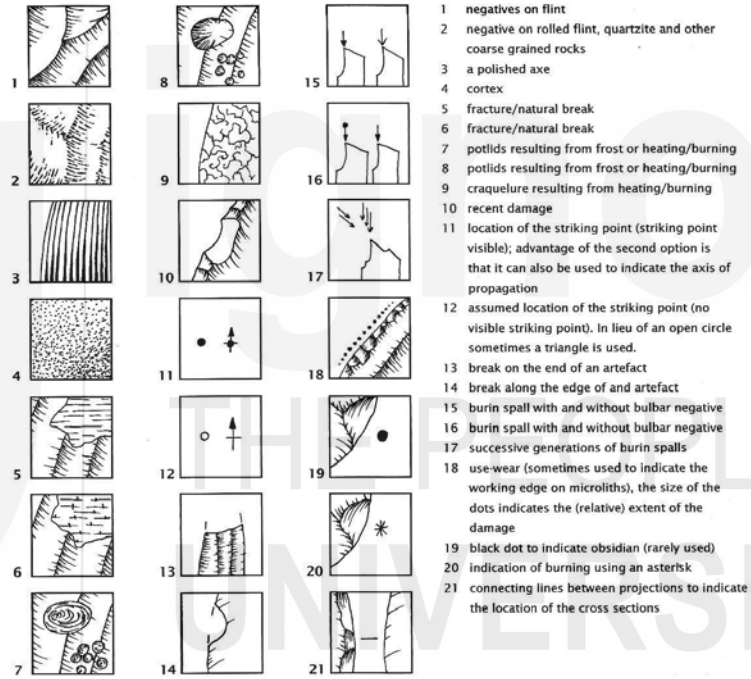 1 negatives on flint
2 negative on rolled flint, quartzite and other
coarse grained rocks
3 a polished axe
4 cortex
5 fracture/natural break
6 fracture/natural break
7 potlids resulting from frost or heating/burning
8 potlids resulting from frost or heating/burning
9 craquelure resulting from heating/burning
10 recent damage
11 location of the striking point (striking point
visible); advantage of the second option is
that it can also be used to indicate the axis of
propagation
12 assumed location of the striking point (no
visible striking point). In lieu of an open circle
sometimes a triangle is used.
13 break on the end of an artefact
14 break along the edge of and artefact
15 burin spall with and without bulbar negative
16 burin spall with and without bulbar negative
17 successive generations of burin spalls
18 use-wear (sometimes used to indicate the
working edge on microliths), the size of the
dots indicates the (relative) extent of the
damage
19 black dot to indicate obsidian (rarely used)
20 indication of burning using an asterisk
21 connecting lines between projections to indicate
the location of the cross sections
1
2
3
4
5
6
7
8
9
10
11
12
13
14
15
16
17
18
19
20
21
THE PEOPL
UNIVERSI